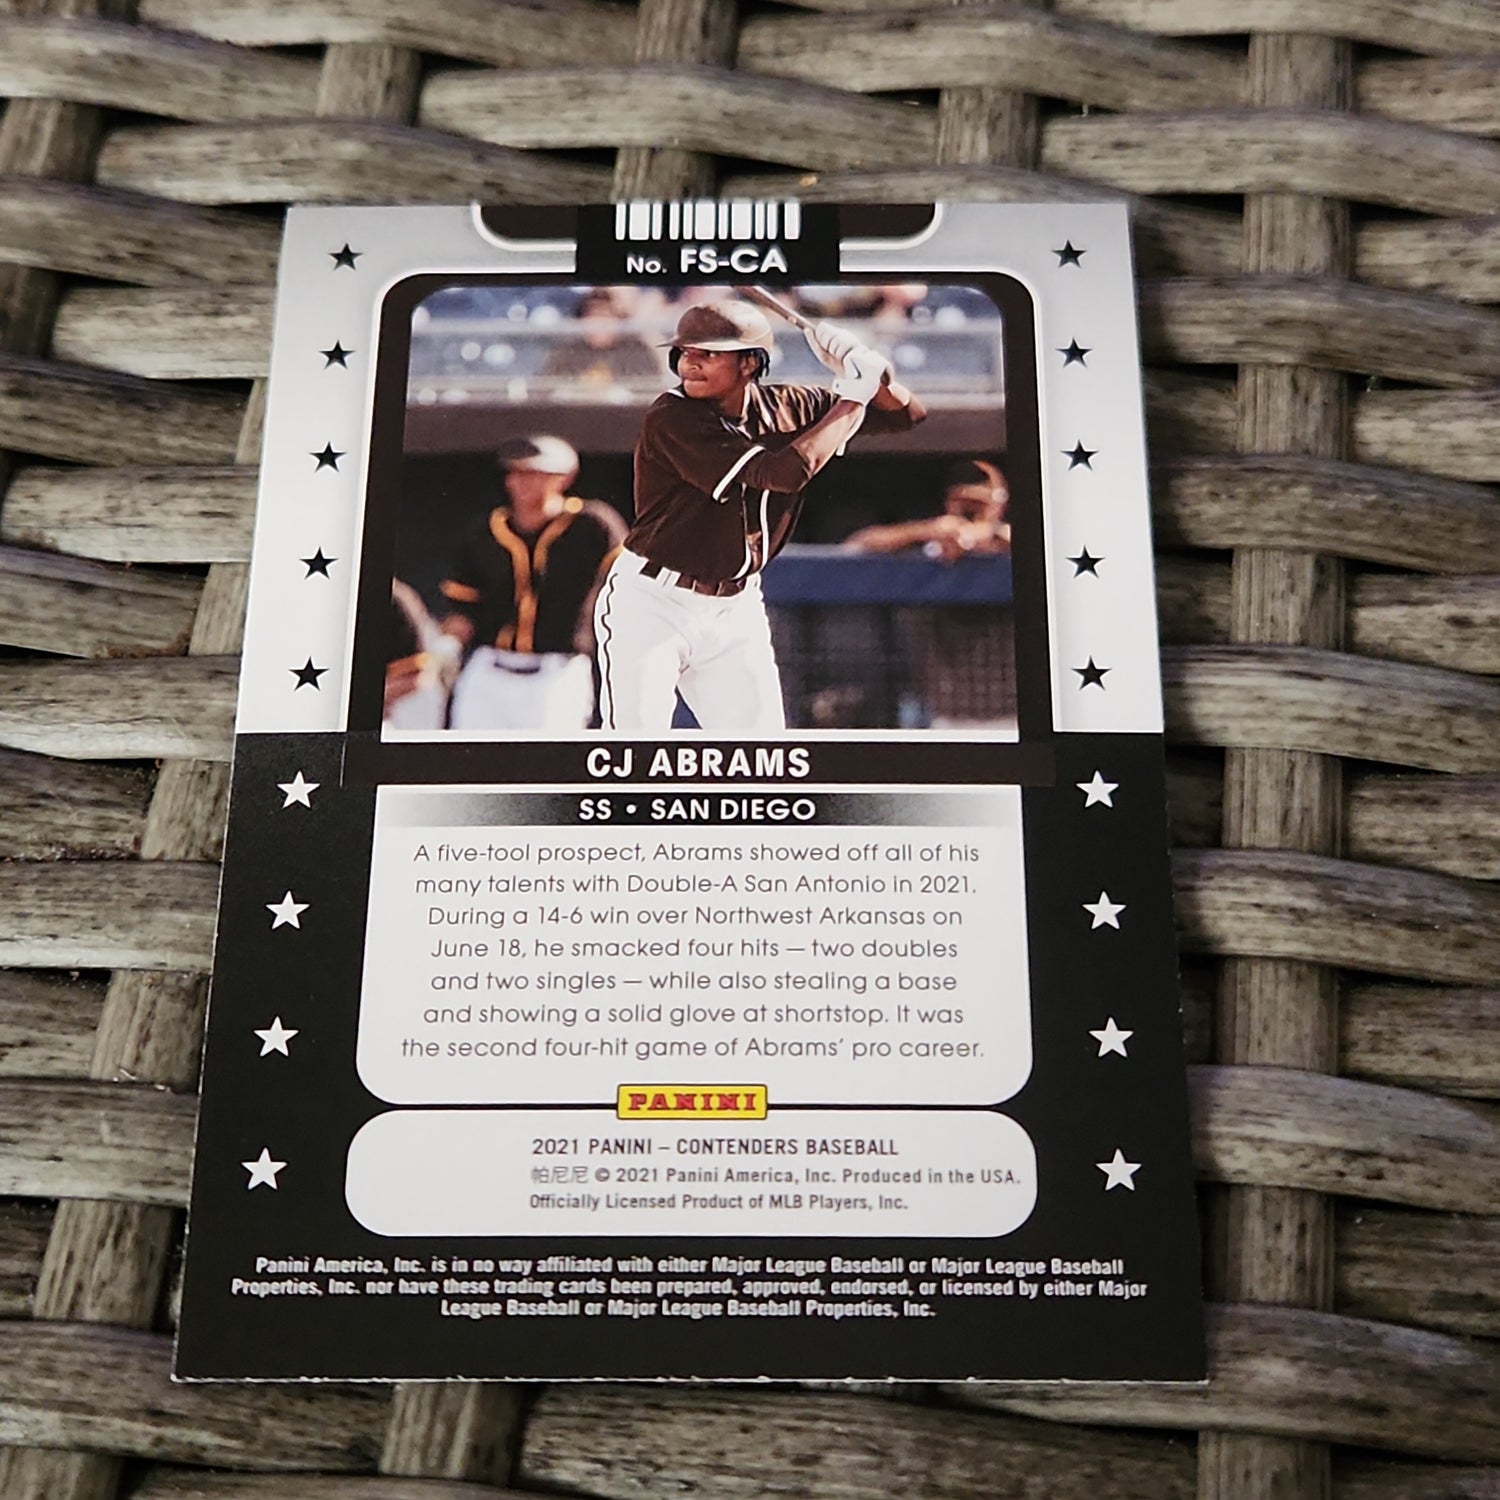 No. FS-CA
CJ ABRAMS
SS • SAN DIEGO
A five-tool prospect, Abrams showed off all of his
many talents with Double-A San Antonio in 2021.
During a 14-6 win over Northwest Arkansas on
June 18, he smacked four hits — two doubles
and two singles — while also stealing a base
and showing a solid glove at shortstop. It was
the second four-hit game of Abrams' pro career.
PANINI
2021 PANINI – CONTENDERS BASEBALL
帕尼尼 © 2021 Panini America, Inc. Produced in the USA.
Officially Licensed Product of MLB Players, Inc.
Panini America, Inc. is in no way affiliated with either Major League Baseball or Major League Baseball
Properties, Inc. nor have these trading cards been prepared, approved, endorsed, or licensed by either Major
League Baseball or Major League Baseball Properties, Inc.